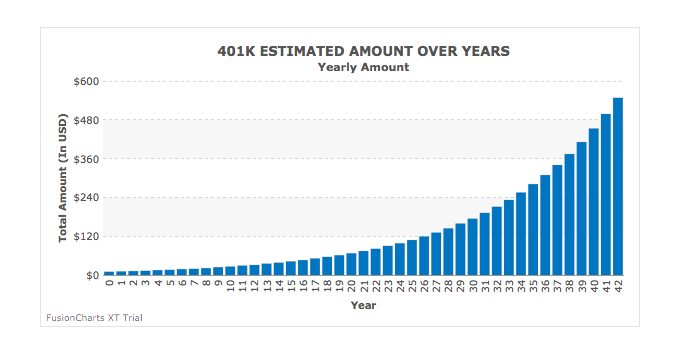 401K ESTIMATED AMOUNT OVER YEARS
Yearly Amount
Total Amount (In USD)
$600
$480
$360
$240
$120
$0
0 1 2 3 4 5 6 7 8 9 10 11 12 13 14 15 16 17 18 19 20 21 22 23 24 25 26 27 28 29 30 31 32 33 34 35 36 37 38 39 40 41 42
Year
FusionCharts XT Trial